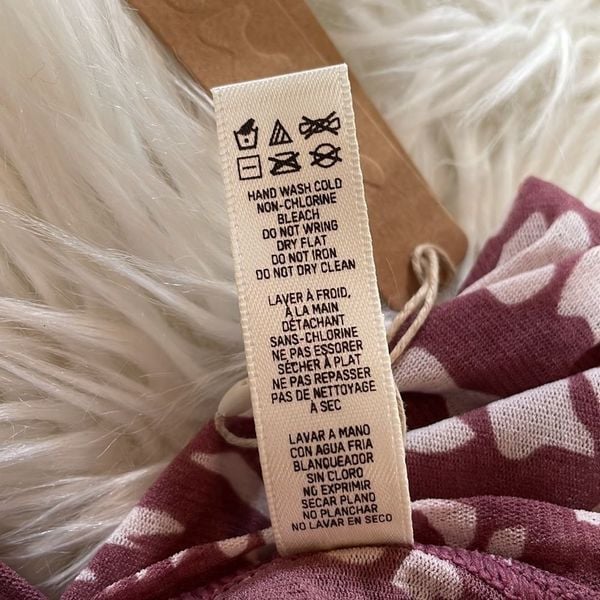 HAND WASH COLD
NON-CHLORINE
BLEACH
DO NOT WRING
DRY FLAT
DO NOT IRON
DO NOT DRY CLEAN
LAVER À FROID,
À LA MAIN
DÉTACHANT
SANS-CHLORINE
NE PAS ESSORER
SÉCHER À PLAT
NE PAS REPASSER
PAS DE NETTOYAGE
À SEC
LAVAR A MANO
CON AGUA FRIA
BLANQUEADOR
SIN CLORO
NO EXPRIMIR
SECAR PLANO
NO PLANCHAR
NO LAVAR EN SECO